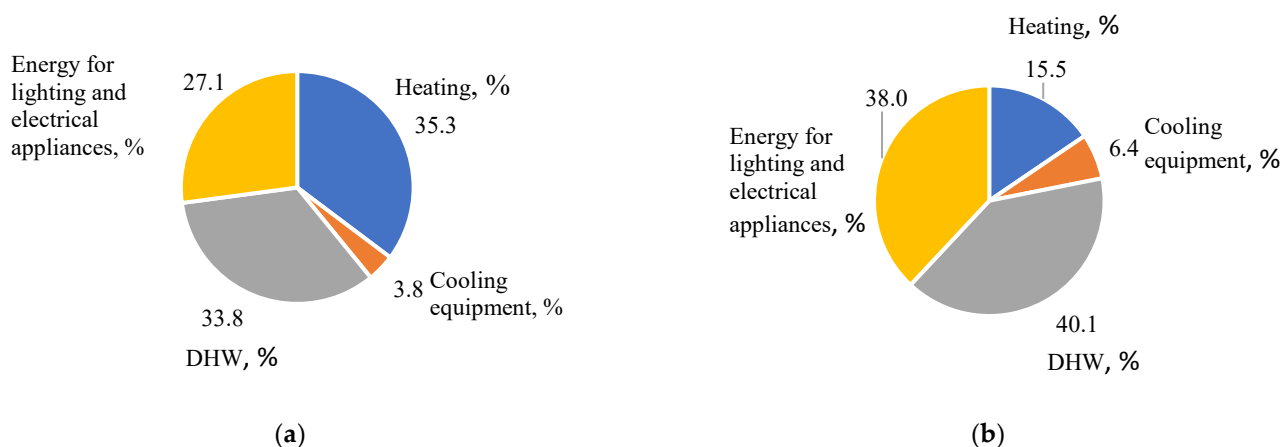 Energy for
lighting and
electrical
appliances, %
27.1
Heating, %
35.3
3.8
Cooling
equipment, %
33.8
DHW, %
(a)
Heating, %
15.5
38.0
Energy for
lighting and
electrical
appliances, %
6.4
Cooling
equipment, %
40.1
DHW, %
(b)